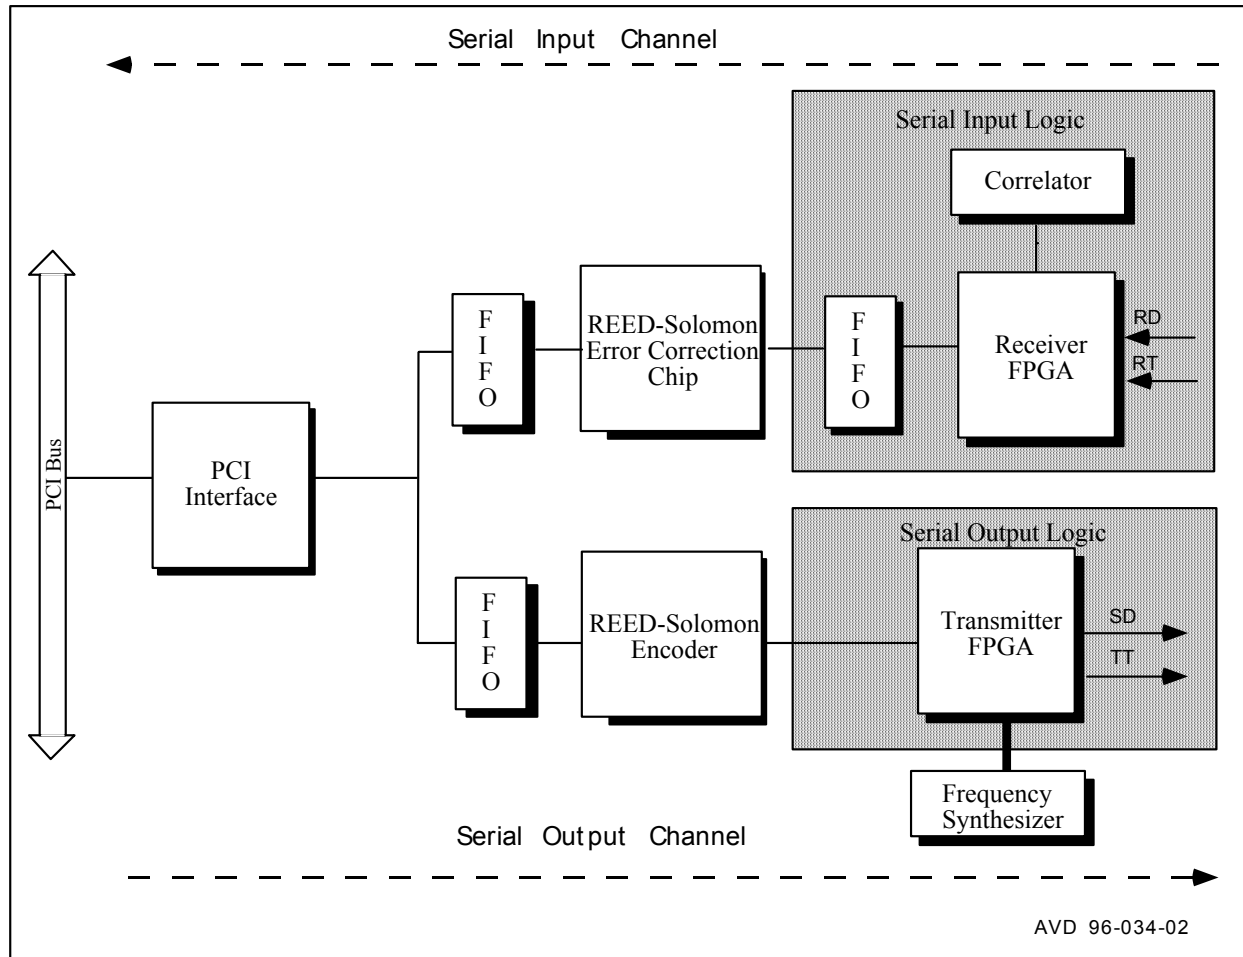 Serial Input Channel
Serial Input Logic
Correlator
F
I
F
O
REED-Solomon
Error Correction
Chip
F
I
F
O
Receiver
FPGA
RD
RT
PCI Bus
PCI
Interface
Serial Output Logic
F
I
F
O
REED-Solomon
Encoder
Transmitter
FPGA
SD
TT
Frequency
Synthesizer
Serial Output Channel
AVD 96-034-02